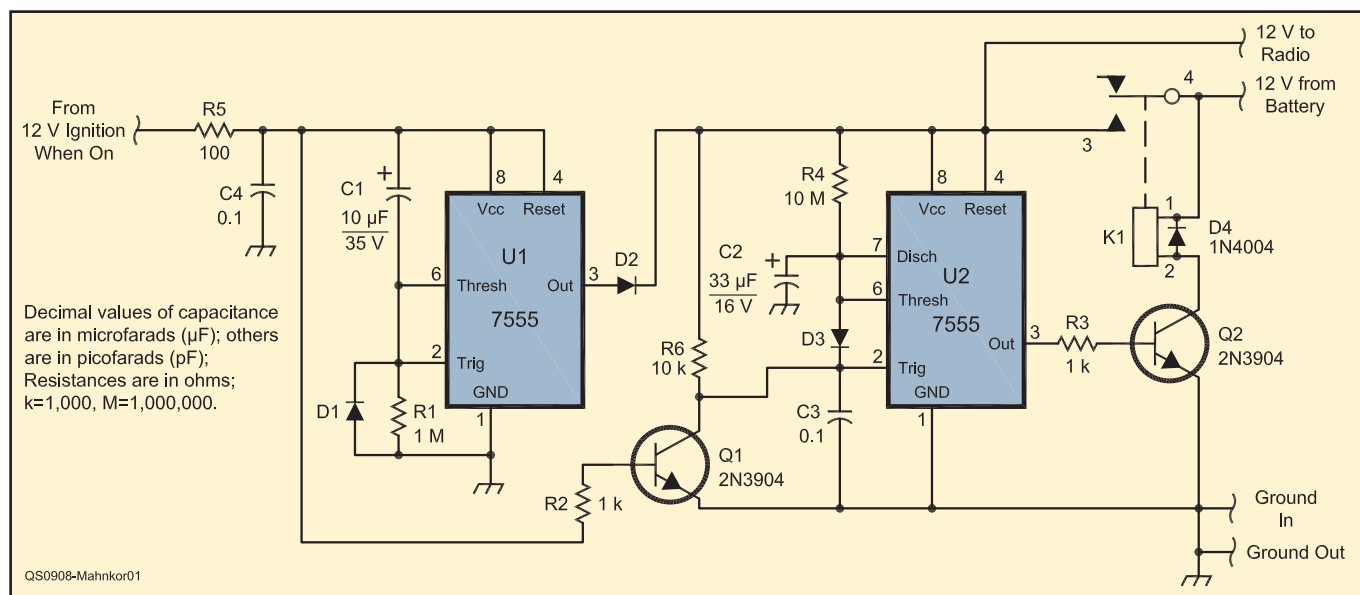 12 V to
Radio
12 V from
Battery
4
3
From
12 V Ignition
When On
R5
100
C4
0.1
C1
+
10 µF
35 V
8
4
Vcc
Reset
U1
7555
6
Thresh
Out
3
2
Trig
GND
1
D1
R1
1 M
D2
R4
10 M
C2
+
33 µF
16 V
R6
10 k
D3
C3
0.1
8
4
Vcc
Reset
7
Disch
U2
7555
6
Thresh
Out
3
2
Trig
GND
1
R3
1 k
K1
1
2
D4
1N4004
Q2
2N3904
Q1
2N3904
R2
1 k
Ground
In
Ground Out
Decimal values of capacitance
are in microfarads (µF); others
are in picofarads (pF);
Resistances are in ohms;
k=1,000, M=1,000,000.
QS0908-Mahnkor01